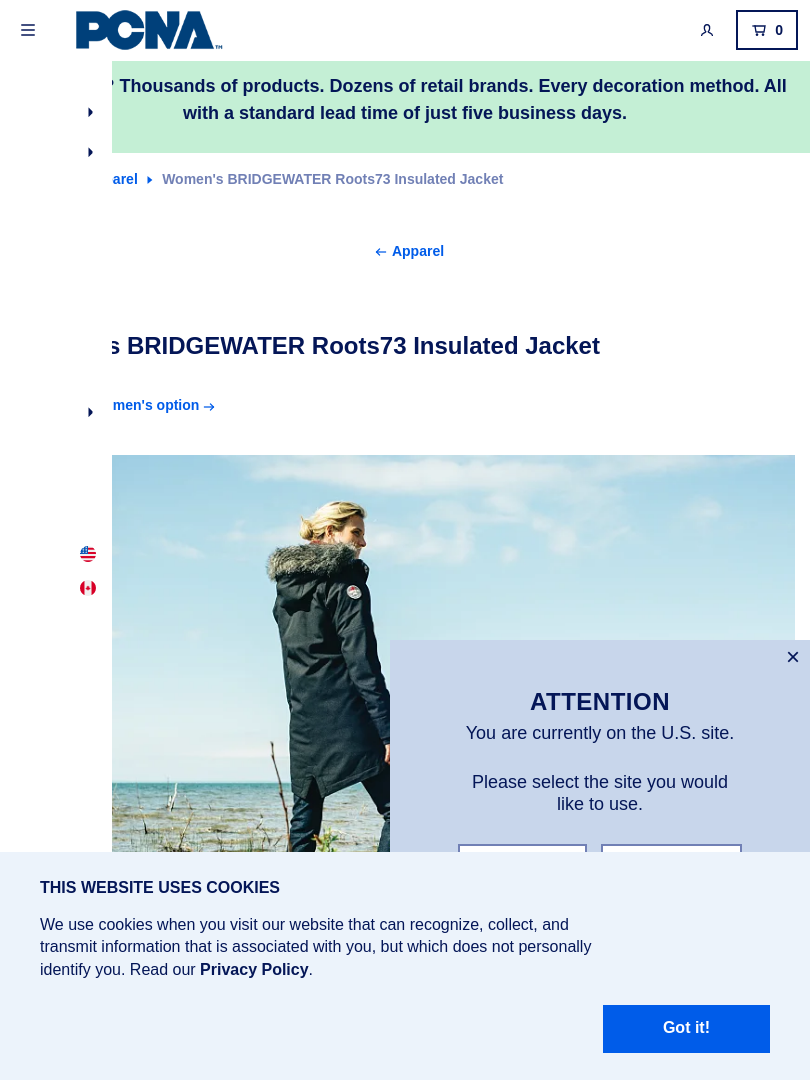 PCNA™
0
? Thousands of products. Dozens of retail brands. Every decoration method. All
with a standard lead time of just five business days.
arel
Women's BRIDGEWATER Roots73 Insulated Jacket
Apparel
s BRIDGEWATER Roots73 Insulated Jacket
men's option
ATTENTION
You are currently on the U.S. site.
Please select the site you would
like to use.
THIS WEBSITE USES COOKIES
We use cookies when you visit our website that can recognize, collect, and
transmit information that is associated with you, but which does not personally
identify you. Read our Privacy Policy.
Got it!